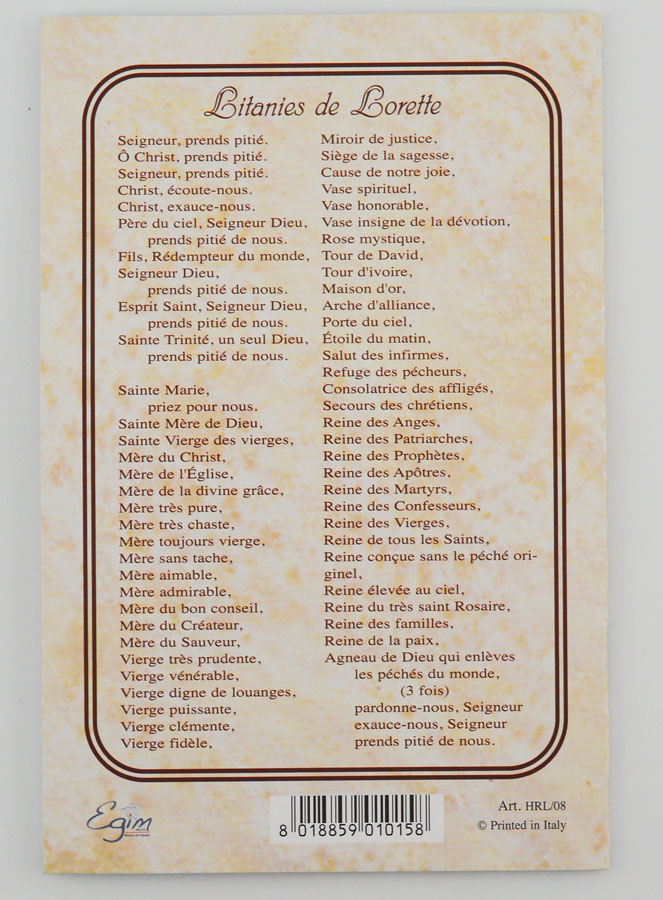 Litanies de Lorette
Seigneur, prends pitié.
Ô Christ, prends pitié.
Seigneur, prends pitié.
Christ, écoute-nous.
Christ, exauce-nous.
Père du ciel, Seigneur Dieu,
prends pitié de nous.
Fils, Rédempteur du monde,
Seigneur Dieu,
prends pitié de nous.
Esprit Saint, Seigneur Dieu,
prends pitié de nous.
Sainte Trinité, un seul Dieu,
prends pitié de nous.
Sainte Marie,
priez pour nous.
Sainte Mère de Dieu,
Sainte Vierge des vierges,
Mère du Christ,
Mère de l'Église,
Mère de la divine grâce,
Mère très pure,
Mère très chaste,
Mère toujours vierge,
Mère sans tache,
Mère aimable,
Mère admirable,
Mère du bon conseil,
Mère du Créateur,
Mère du Sauveur,
Vierge très prudente,
Vierge vénérable,
Vierge digne de louanges,
Vierge puissante,
Vierge clémente,
Vierge fidèle,
Miroir de justice,
Siège de la sagesse,
Cause de notre joie,
Vase spirituel,
Vase honorable,
Vase insigne de la dévotion,
Rose mystique,
Tour de David,
Tour d'ivoire,
Maison d'or,
Arche d'alliance,
Porte du ciel,
Étoile du matin,
Salut des infirmes,
Refuge des pécheurs,
Consolatrice des affligés,
Secours des chrétiens,
Reine des Anges,
Reine des Patriarches,
Reine des Prophètes,
Reine des Apôtres,
Reine des Martyrs,
Reine des Confesseurs,
Reine des Vierges,
Reine de tous les Saints,
Reine conçue sans le péché ori-
ginel,
Reine élevée au ciel,
Reine du très saint Rosaire,
Reine des familles,
Reine de la paix,
Agneau de Dieu qui enlèves
les péchés du monde,
(3 fois)
pardonne-nous, Seigneur
exauce-nous, Seigneur
prends pitié de nous.
Egim
8 018859 010158
Art. HRL/08
© Printed in Italy